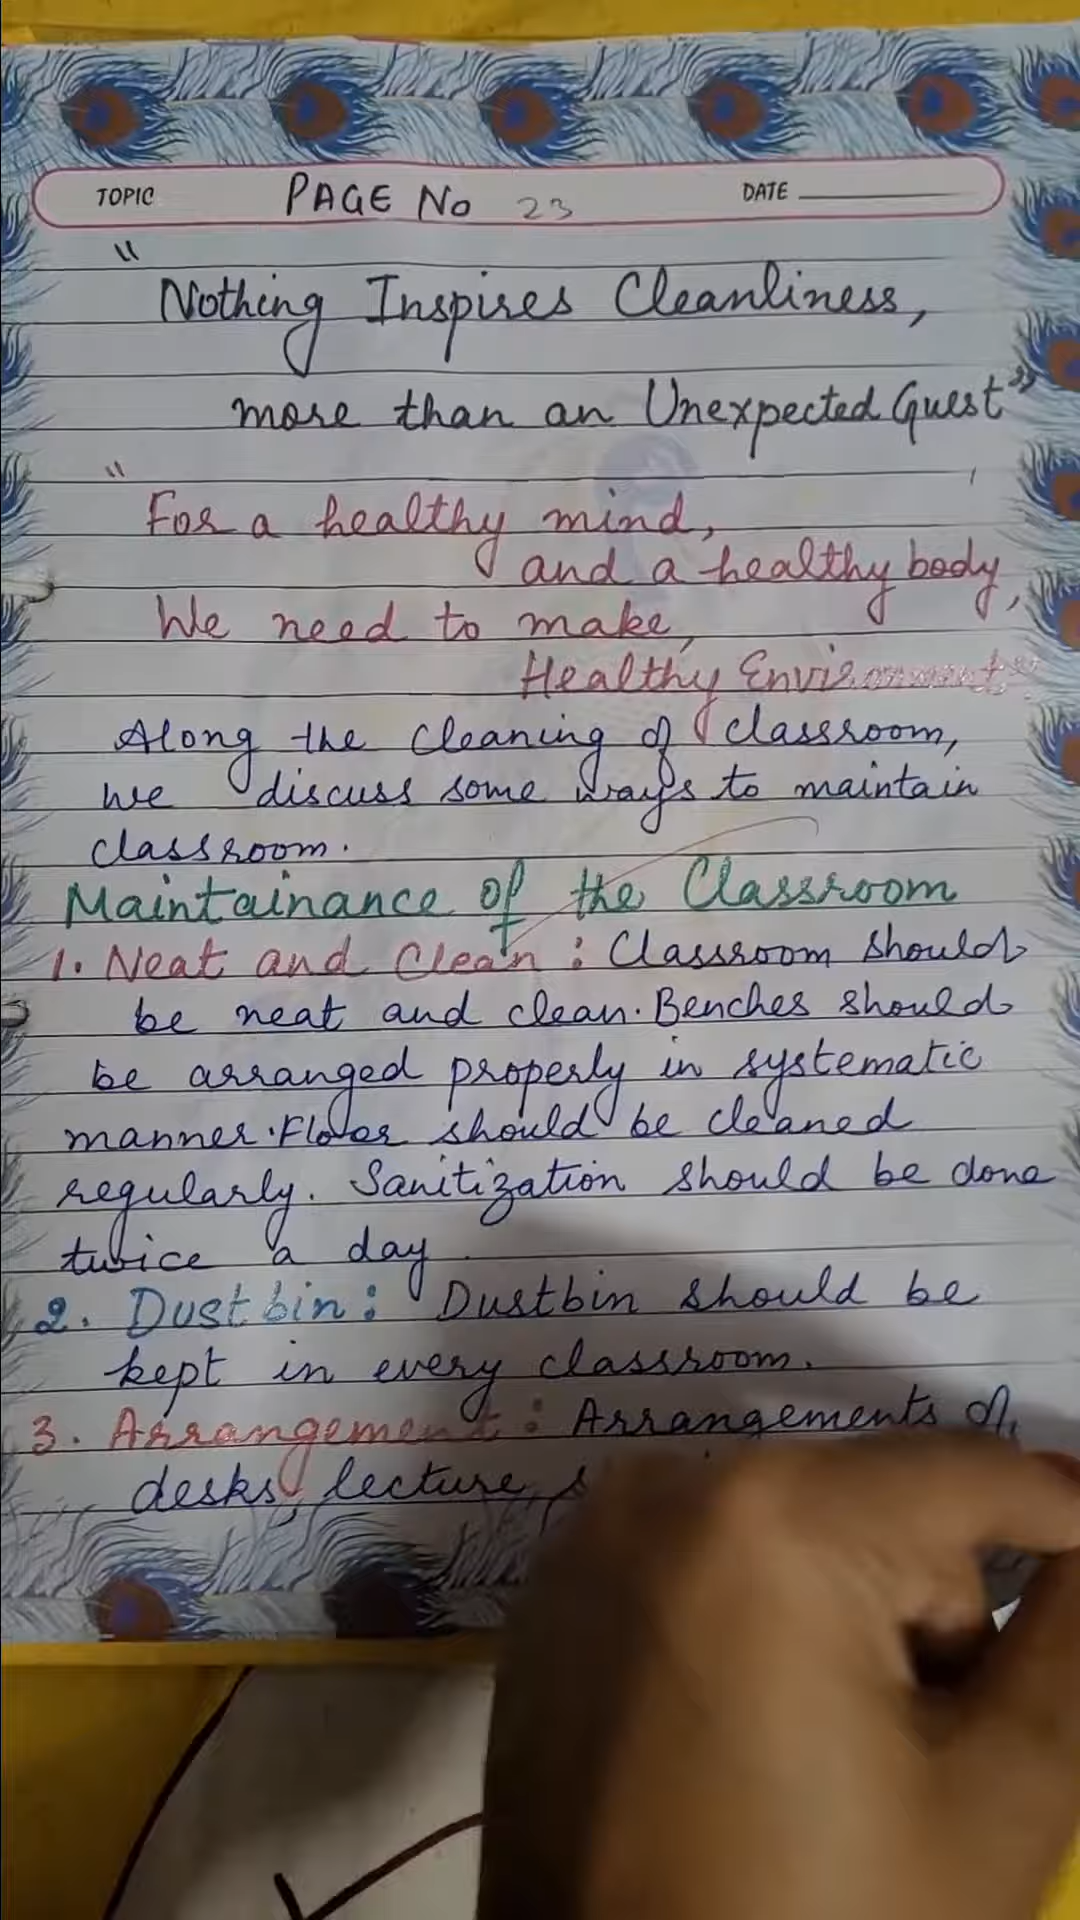 TOPIC PAGE No 23 DATE
"
Nothing Inspires Cleanliness,
more than an Unexpected Guest"
"
For a healthy mind,
and a healthy body,
We need to make,
Healthy Environment"
Along the cleaning of classroom,
we discuss some ways to maintain
classroom.
Maintainance of the Classroom
1. Neat and Clean : Classroom should
be neat and clean. Benches should
be arranged properly in systematic
manner. Floor should be cleaned
regularly. Sanitization should be done
twice a day.
2. Dustbin : Dustbin should be
kept in every classroom.
3. Arrangement : Arrangements of
desks, lecture,